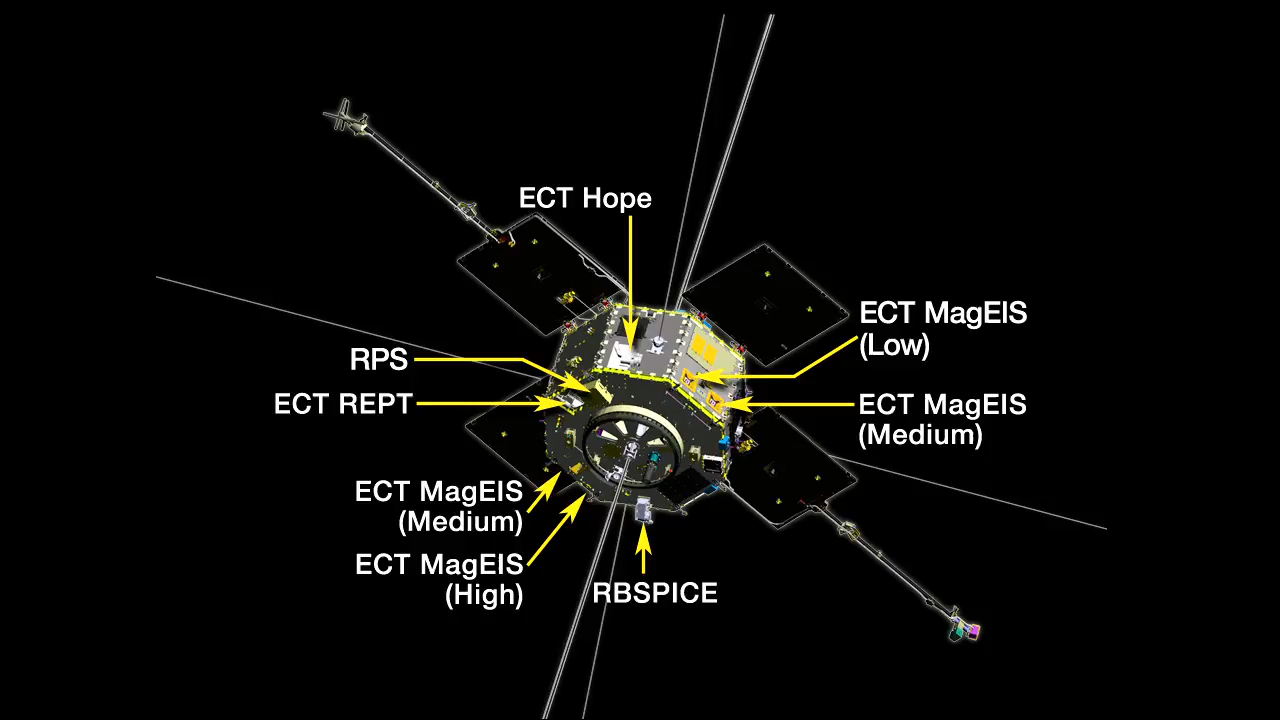 ECT Hope
ECT MagEIS
(Low)
RPS
ECT REPT
ECT MagEIS
(Medium)
ECT MagEIS
(Medium)
ECT MagEIS
(High)
RBSPICE